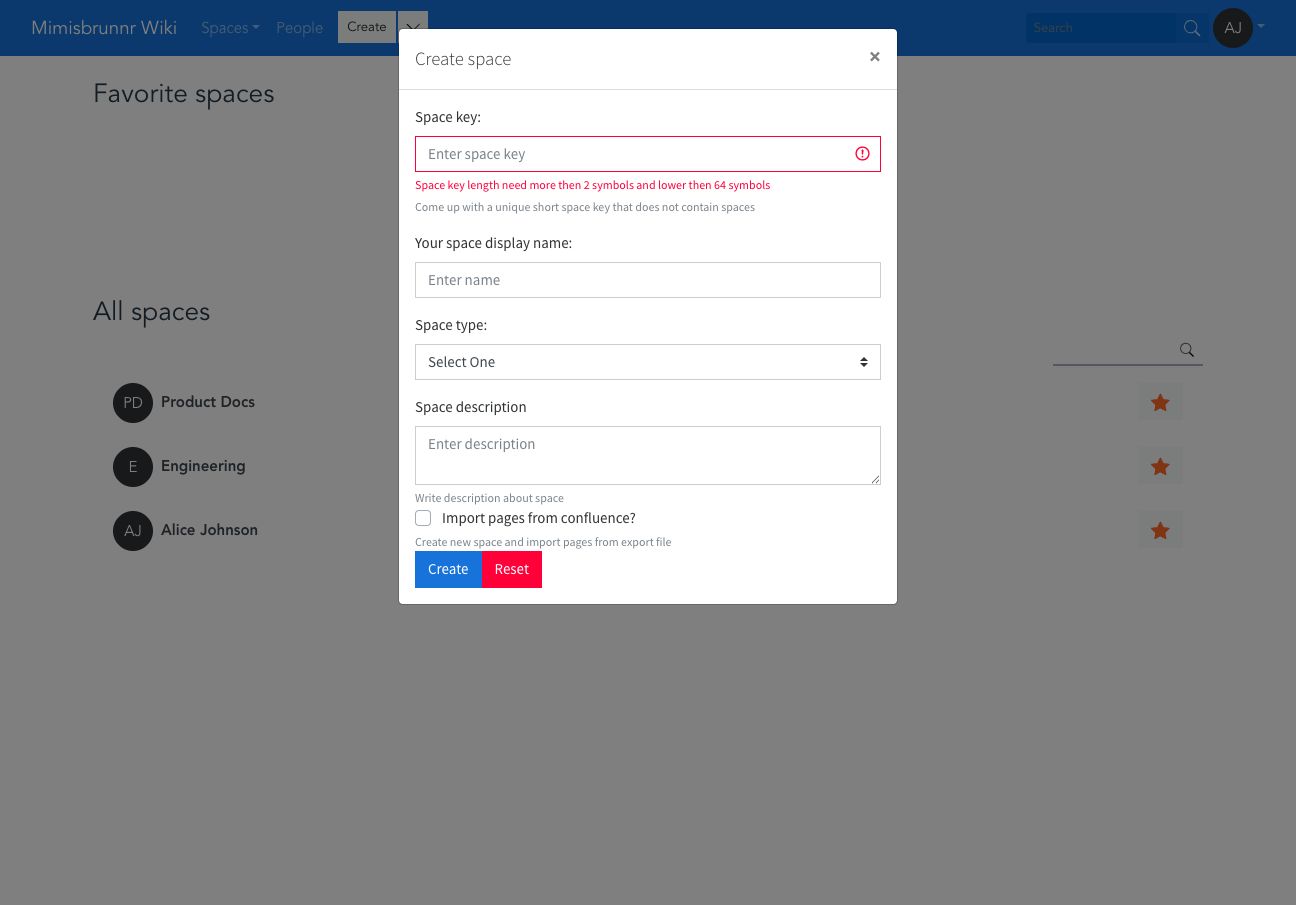 Mimisbrunnr Wiki Spaces People Create Search AJ
Create space ×
Favorite spaces
Space key:
Enter space key
Space key length need more then 2 symbols and lower then 64 symbols
Come up with a unique short space key that does not contain spaces
Your space display name:
Enter name
All spaces
Space type:
Select One
Space description
Enter description
Write description about space
Import pages from confluence?
Create new space and import pages from export file
Create Reset
PD Product Docs
E Engineering
AJ Alice Johnson